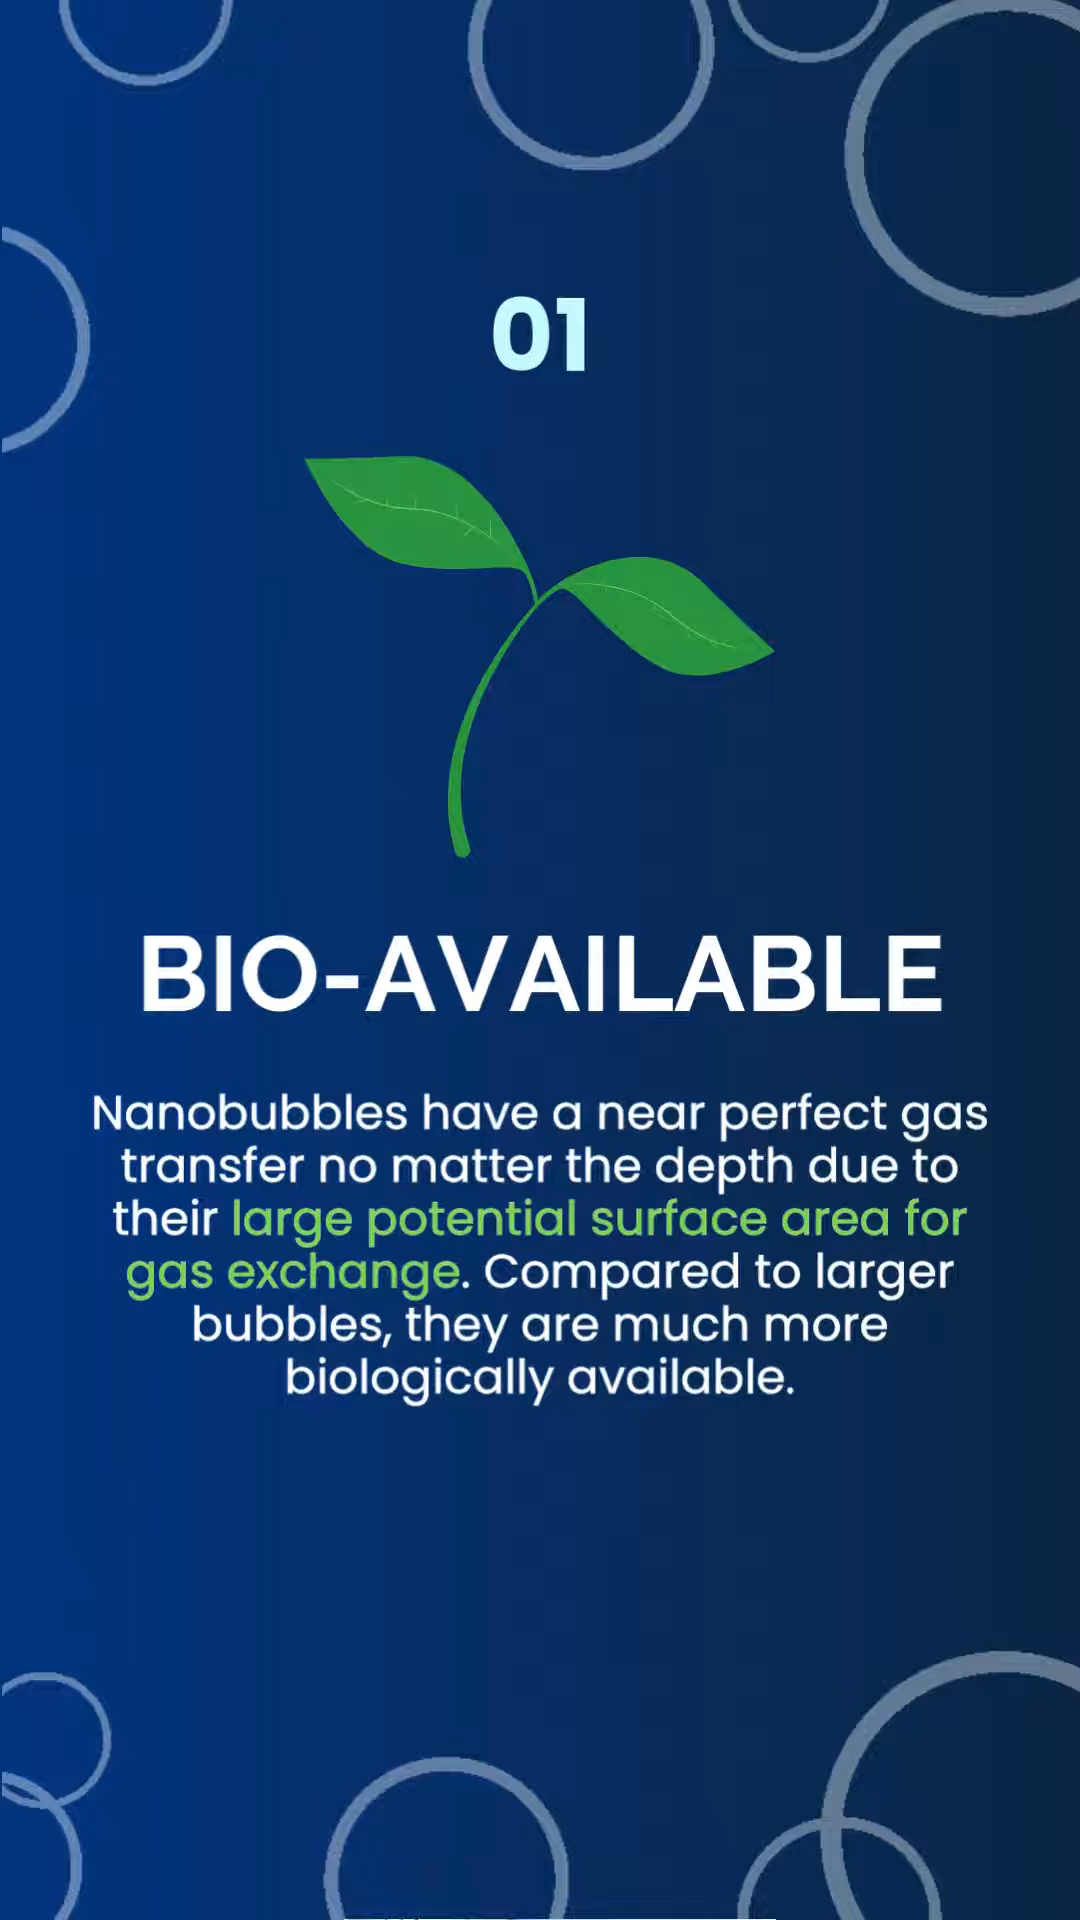 01
BIO-AVAILABLE
Nanobubbles have a near perfect gas
transfer no matter the depth due to
their large potential surface area for
gas exchange. Compared to larger
bubbles, they are much more
biologically available.